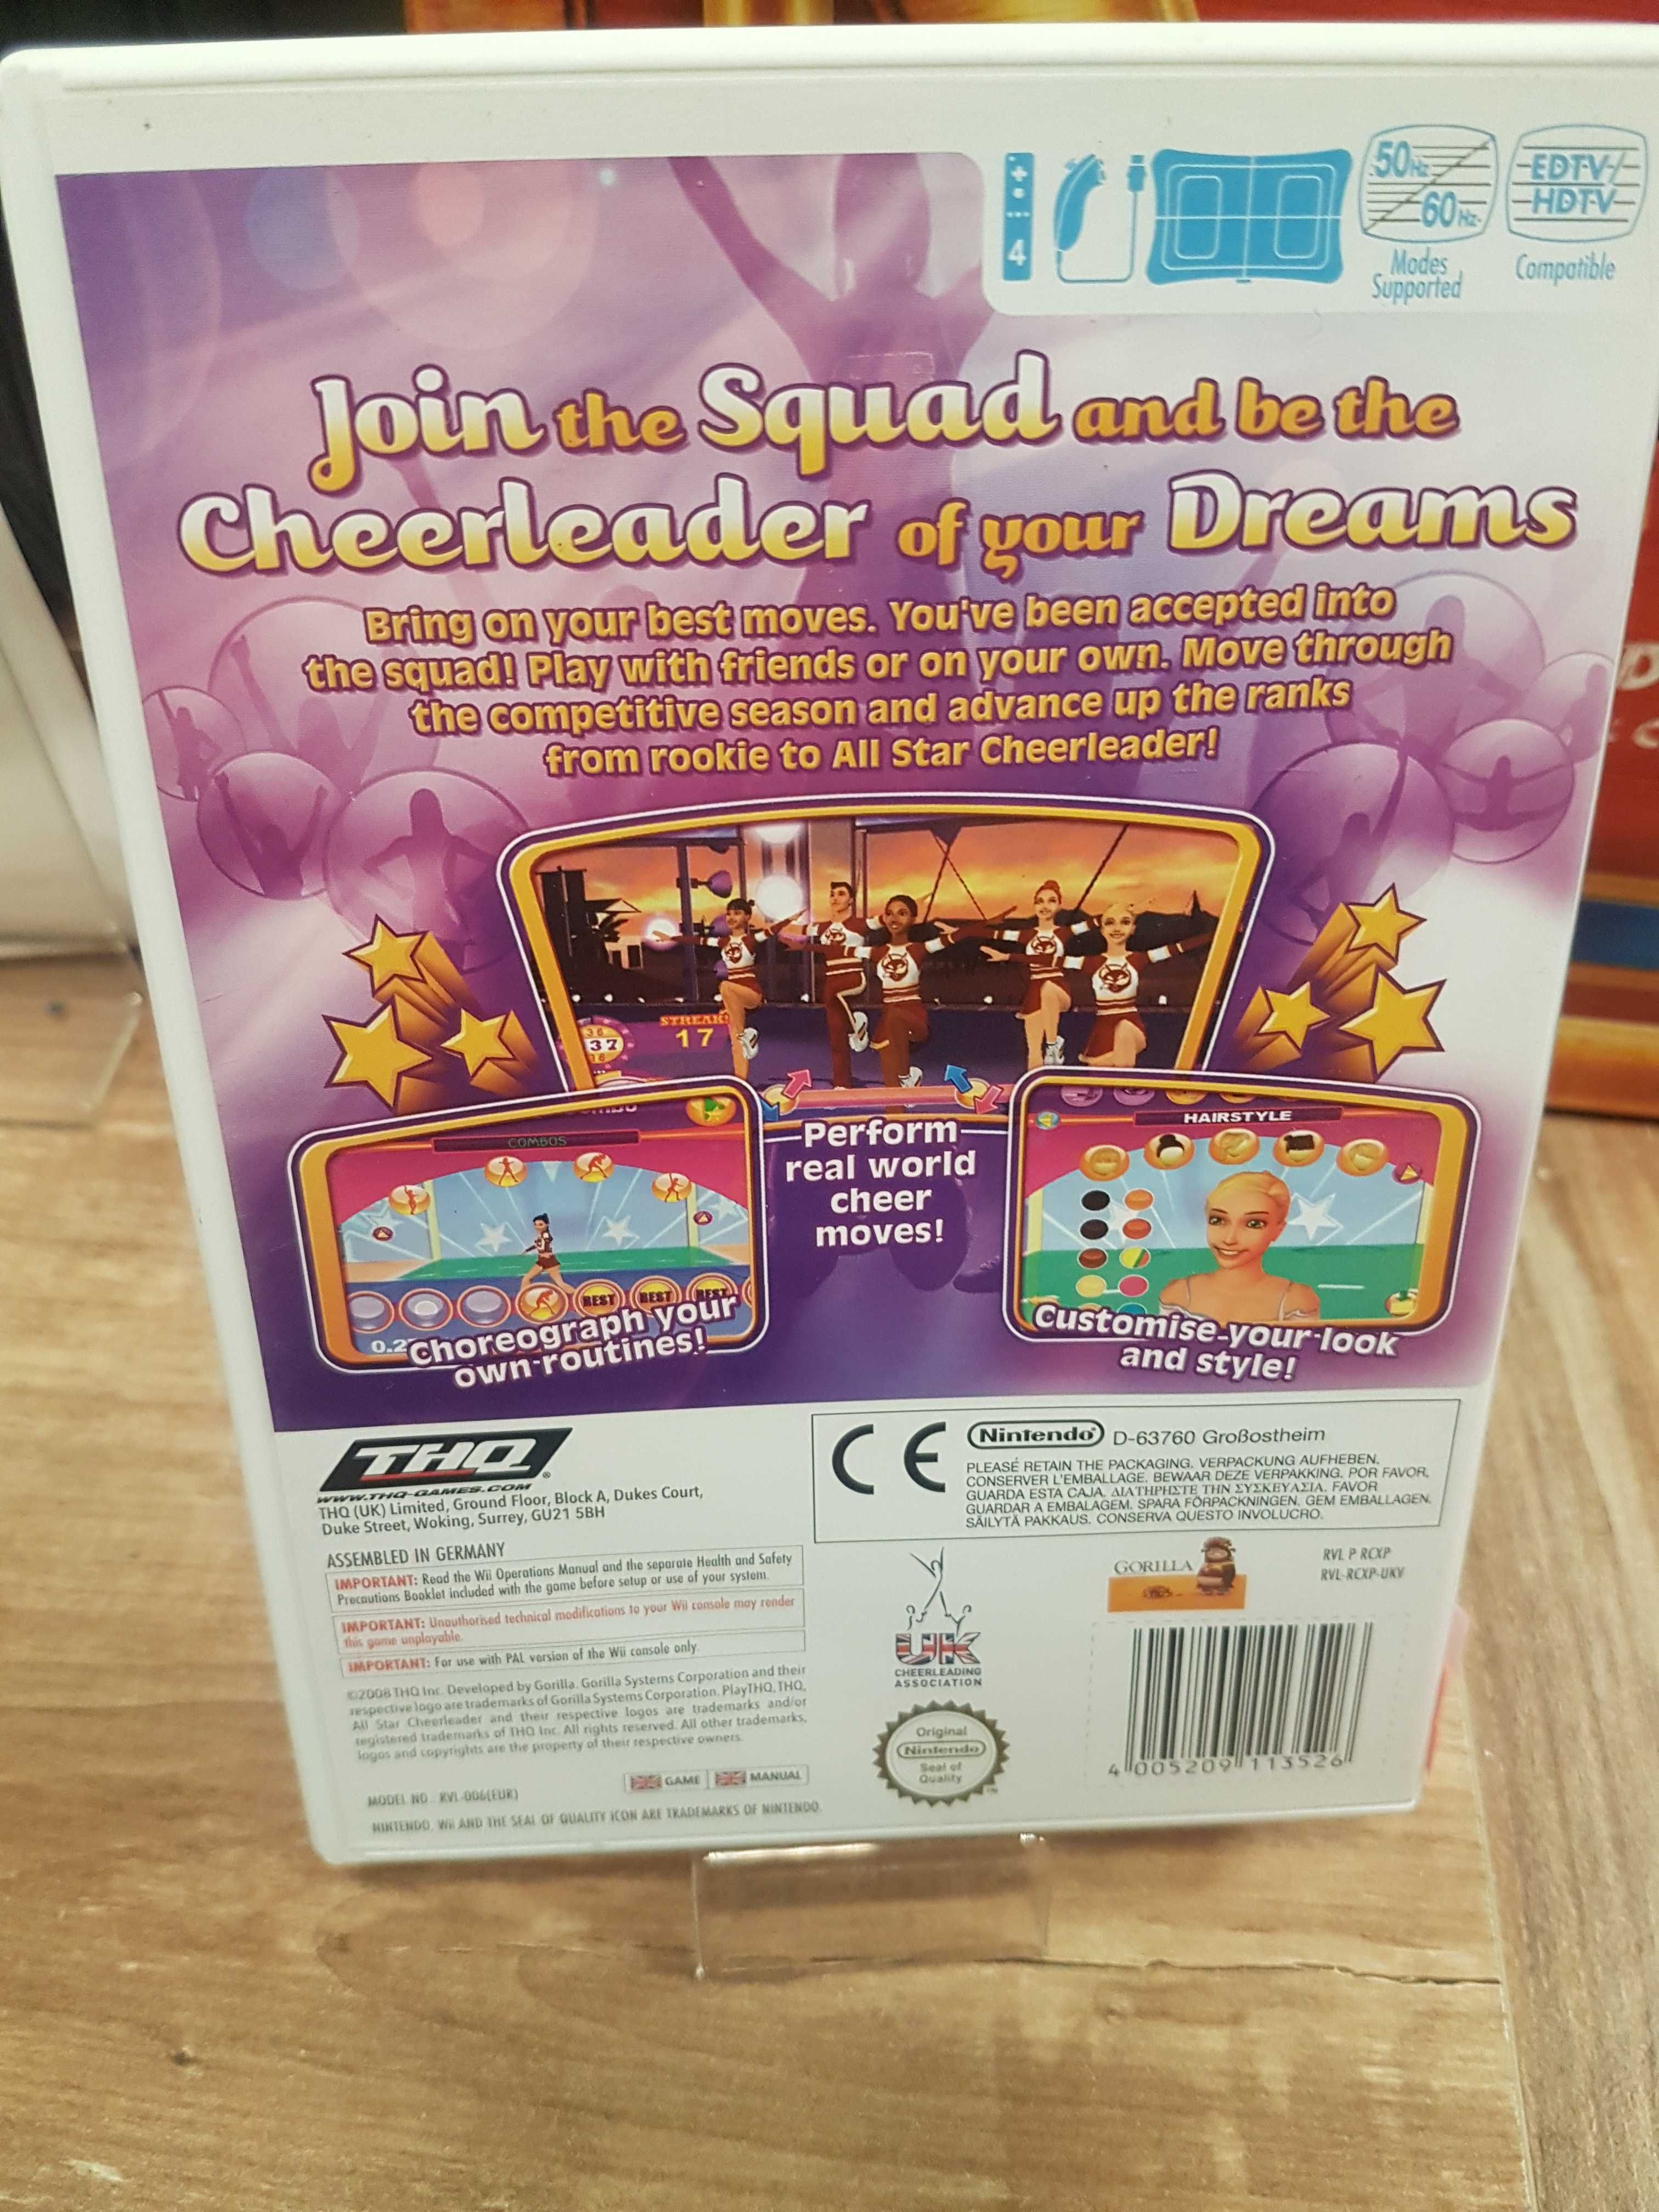 4
50Hz
60Hz
Modes
Supported
EDTV/
HDTV
Compatible
Join the Squad and be the
Cheerleader of your Dreams
Bring on your best moves. You've been accepted into
the squad! Play with friends or on your own. Move through
the competitive season and advance up the ranks
from rookie to All Star Cheerleader!
STREAK!
17
36
37
COMBOS
BEST BEST BEST
Choreograph your
own routines!
Perform
real world
cheer
moves!
HAIRSTYLE
Customise your look
and style!
THQ
WWW.THQ-GAMES.COM
THQ (UK) Limited, Ground Floor, Block A, Dukes Court,
Duke Street, Woking, Surrey, GU21 5BH
CE
Nintendo® D-63760 Großostheim
PLEASE RETAIN THE PACKAGING. VERPACKUNG AUFHEBEN.
CONSERVER L'EMBALLAGE. BEWAAR DEZE VERPAKKING. POR FAVOR,
GUARDA ESTA CAJA. ΔΙΑΤΗΡΗΣΤΕ ΤΗΝ ΣΥΣΚΕΥΑΣΙΑ. FAVOR
GUARDAR A EMBALAGEM. SPARA FÖRPACKNINGEN. GEM EMBALLAGEN.
SÄILYTÄ PAKKAUS. CONSERVA QUESTO INVOLUCRO.
ASSEMBLED IN GERMANY
IMPORTANT: Read the Wii Operations Manual and the separate Health and Safety
Precautions Booklet included with the game before setup or use of your system.
IMPORTANT: Unauthorised technical modifications to your Wii console may render
this game unplayable.
IMPORTANT: For use with PAL version of the Wii console only.
©2008 THQ Inc. Developed by Gorilla. Gorilla Systems Corporation and their
respective logo are trademarks of Gorilla Systems Corporation. PlayTHQ, THQ,
All Star Cheerleader and their respective logos are trademarks and/or
registered trademarks of THQ Inc. All rights reserved. All other trademarks,
logos and copyrights are the property of their respective owners.
GAME MANUAL
MODEL NO.: RVL-006(EUR)
NINTENDO, Wii AND THE SEAL OF QUALITY ICON ARE TRADEMARKS OF NINTENDO.
UK
CHEERLEADING
ASSOCIATION
Original
Nintendo
Seal of
Quality
GORILLA
RVL P RCXP
RVL-RCXP-UKV
4 005209 113526